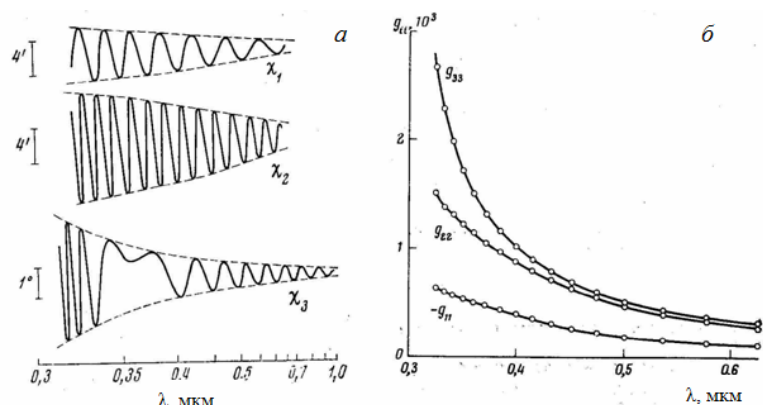 а
4'
χ₁
4'
χ₂
1°
χ₃
0,3 0,35 0.4 0,5 0,7 1,0
λ, мкм
gᵢᵢ, 10³
б
2
g₃₃
1
g₂₂
-g₁₁
0
0,3 0,4 0,5 0,6
λ, мкм